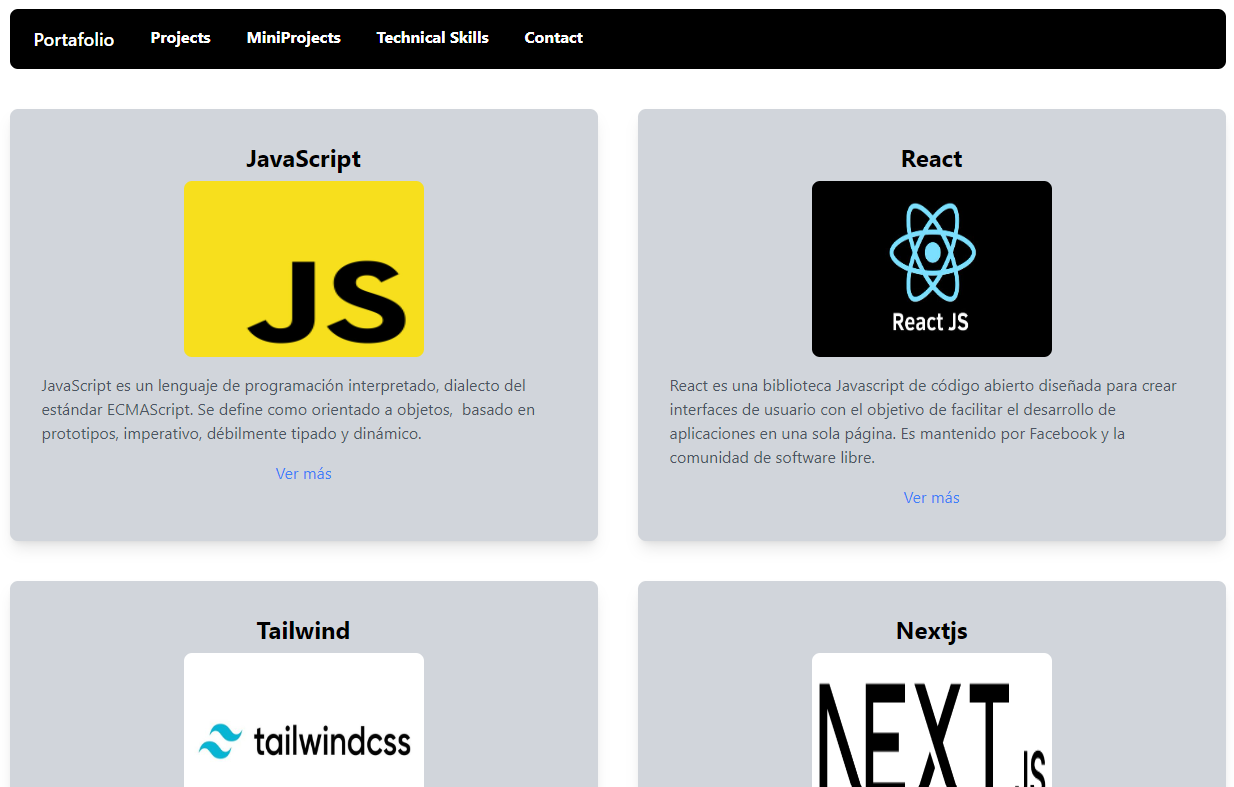 Portafolio Projects MiniProjects Technical Skills Contact
JavaScript
JS
JavaScript es un lenguaje de programación interpretado, dialecto del
estándar ECMAScript. Se define como orientado a objetos,  basado en
prototipos, imperativo, débilmente tipado y dinámico.
Ver más
React
React JS
React es una biblioteca Javascript de código abierto diseñada para crear
interfaces de usuario con el objetivo de facilitar el desarrollo de
aplicaciones en una sola página. Es mantenido por Facebook y la
comunidad de software libre.
Ver más
Tailwind
tailwindcss
Nextjs
NEXT.JS